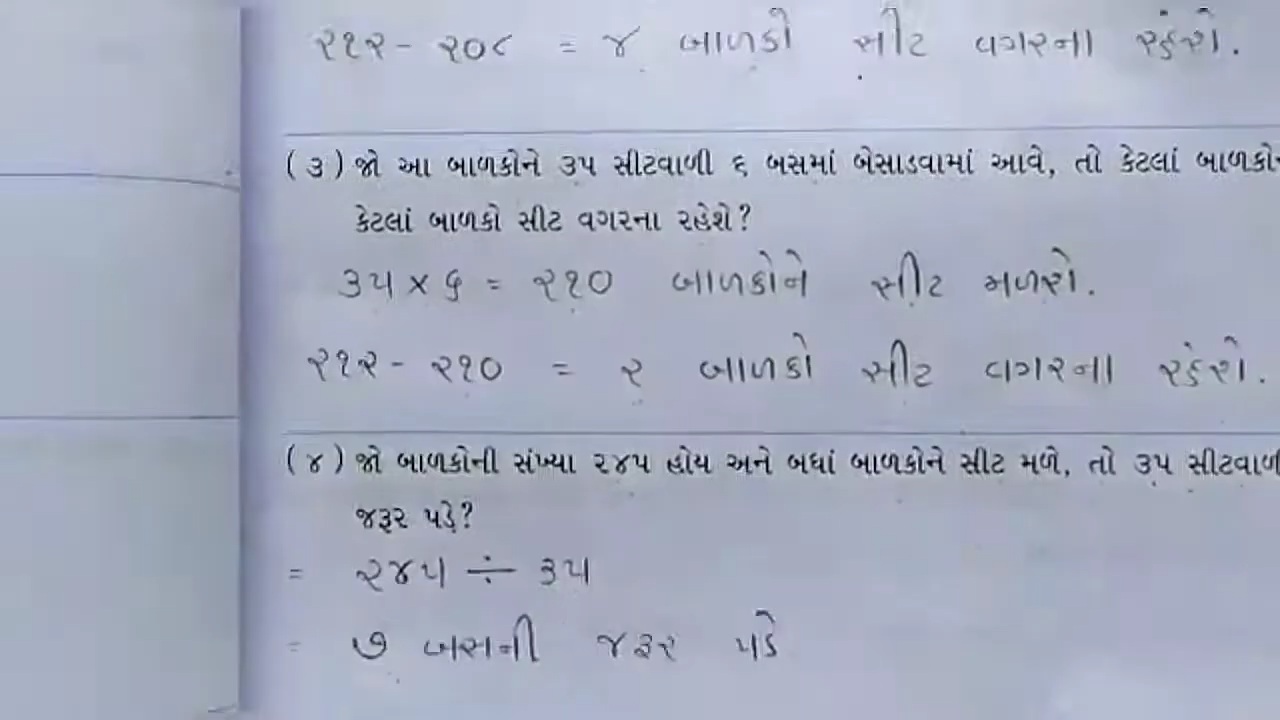 ૨૧૨ - ૨૦૮ = ૪ બાળકો સીટ વગરના રહેશે.
(૩) જો આ બાળકોને ૩૫ સીટવાળી ૬ બસમાં બેસાડવામાં આવે, તો કેટલાં
કેટલાં બાળકો સીટ વગરના રહેશે?
૩૫ × ૬ = ૨૧૦ બાળકોને સીટ મળશે.
૨૧૨ - ૨૧૦ = ૨ બાળકો સીટ વગરના રહેશે.
(૪) જો બાળકોની સંખ્યા ૨૪૫ હોય અને બધાં બાળકોને સીટ મળે, તો ૩૫
જરૂર પડે?
= ૨૪૫ ÷ ૩૫
= ૭ બસની જરૂર પડે